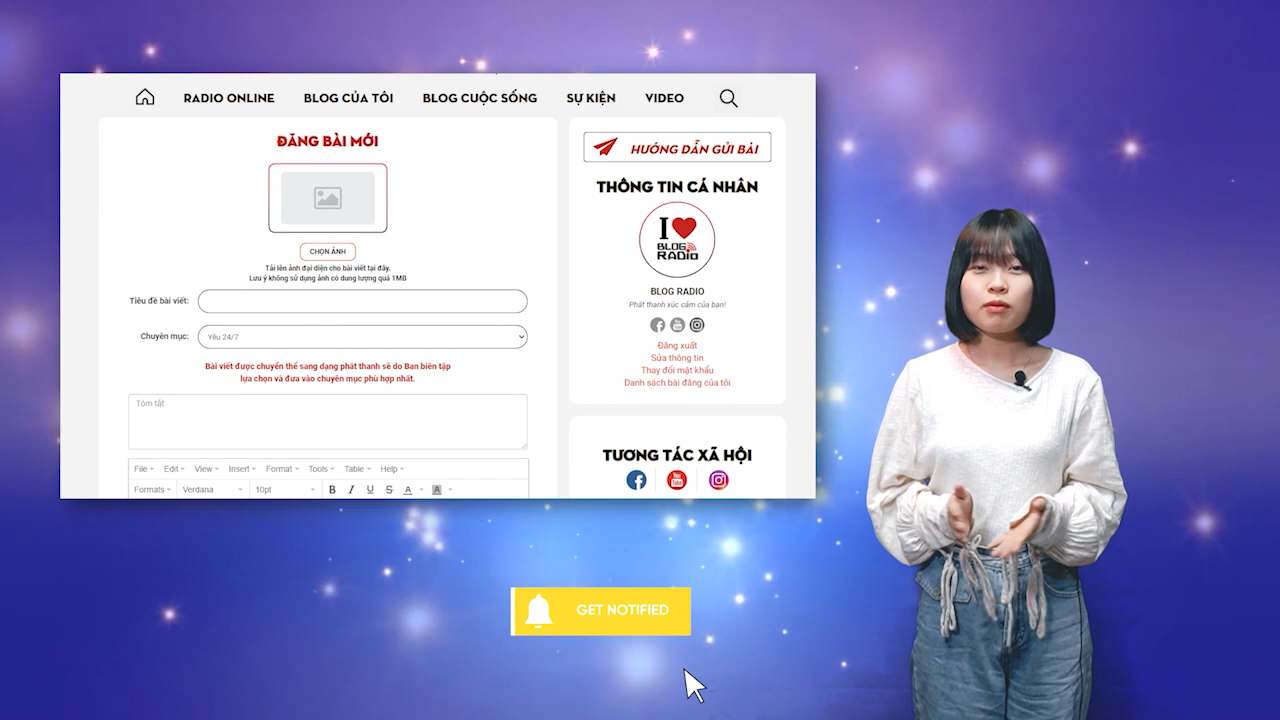 RADIO ONLINE BLOG CỦA TÔI BLOG CUỘC SỐNG SỰ KIỆN VIDEO
ĐĂNG BÀI MỚI
CHỌN ẢNH
Tải lên ảnh đại diện cho bài viết tại đây.
Lưu ý không sử dụng ảnh có dung lượng quá 1MB
Tiêu đề bài viết:
Chuyên mục: Yêu 24/7
Bài viết được chuyển thể sang dạng phát thanh sẽ do Ban biên tập
lựa chọn và đưa vào chuyên mục phù hợp nhất.
Tóm tắt
File Edit View Insert Format Tools Table Help
Formats Verdana 10pt B I U S A A
HƯỚNG DẪN GỬI BÀI
THÔNG TIN CÁ NHÂN
I
BLOG
RADIO
BLOG RADIO
Phát thanh xúc cảm của bạn!
Đăng xuất
Sửa thông tin
Thay đổi mật khẩu
Danh sách bài đăng của tôi
TƯƠNG TÁC XÃ HỘI
GET NOTIFIED